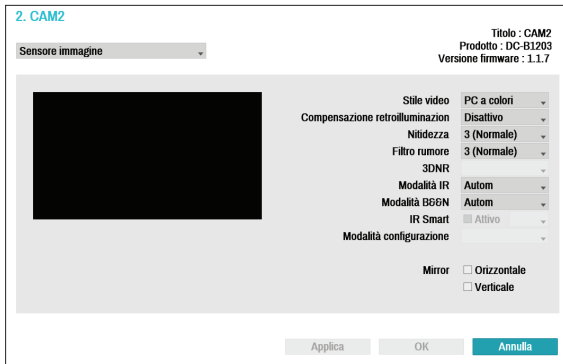 2. CAM2
Titolo : CAM2
Prodotto : DC-B1203
Versione firmware : 1.1.7
Sensore immagine
Stile video PC a colori
Compensazione retroilluminazion Disattivo
Nitidezza 3 (Normale)
Filtro rumore 3 (Normale)
3DNR
Modalità IR Autom
Modalità B66N Autom
IR Smart Attivo
Modalità configurazione
Mirror Orizzontale
Verticale
Applica OK Annulla